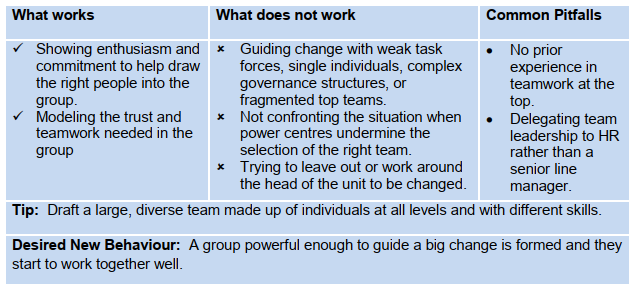 What works
What does not work
Common Pitfalls
✓ Showing enthusiasm and
commitment to help draw
the right people into the
group.
✓ Modeling the trust and
teamwork needed in the
group
× Guiding change with weak task
forces, single individuals, complex
governance structures, or
fragmented top teams.
× Not confronting the situation when
power centres undermine the
selection of the right team.
× Trying to leave out or work around
the head of the unit to be changed.
• No prior
experience in
teamwork at the
top.
• Delegating team
leadership to HR
rather than a
senior line
manager.
Tip: Draft a large, diverse team made up of individuals at all levels and with different skills.
Desired New Behaviour: A group powerful enough to guide a big change is formed and they
start to work together well.